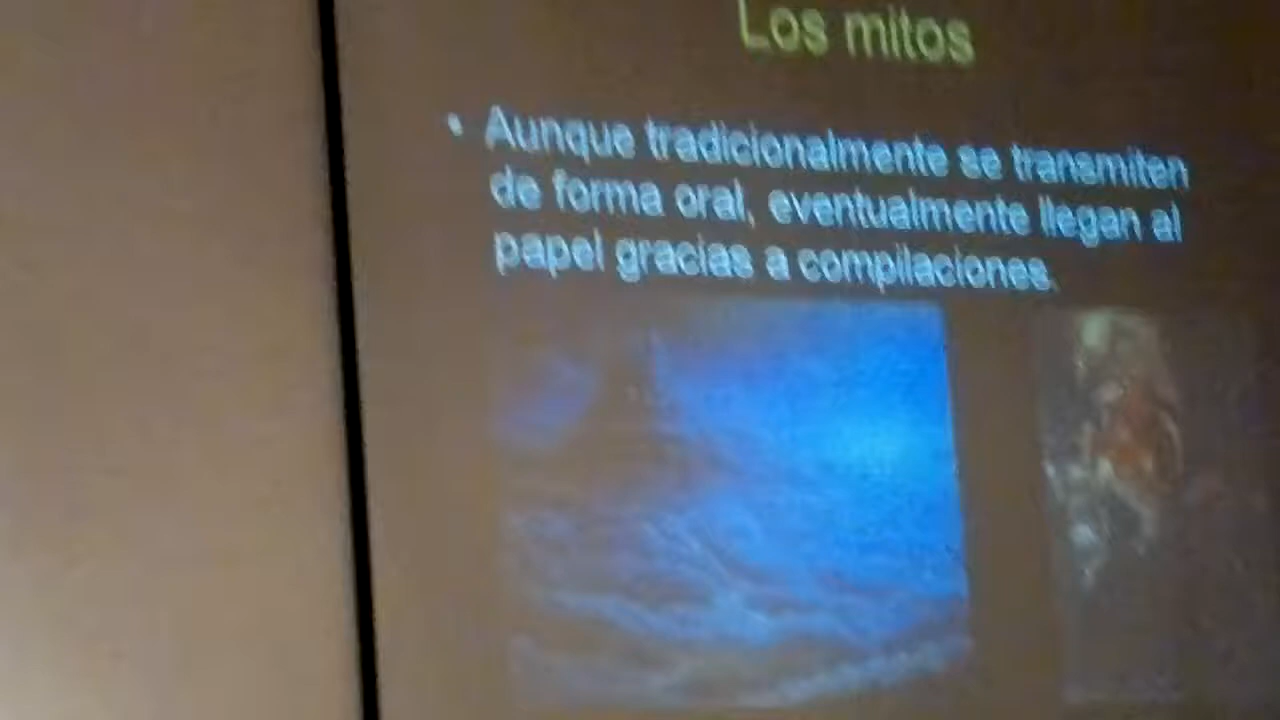 Los mitos
• Aunque tradicionalmente se transmiten
de forma oral, eventualmente llegan al
papel gracias a compilaciones.